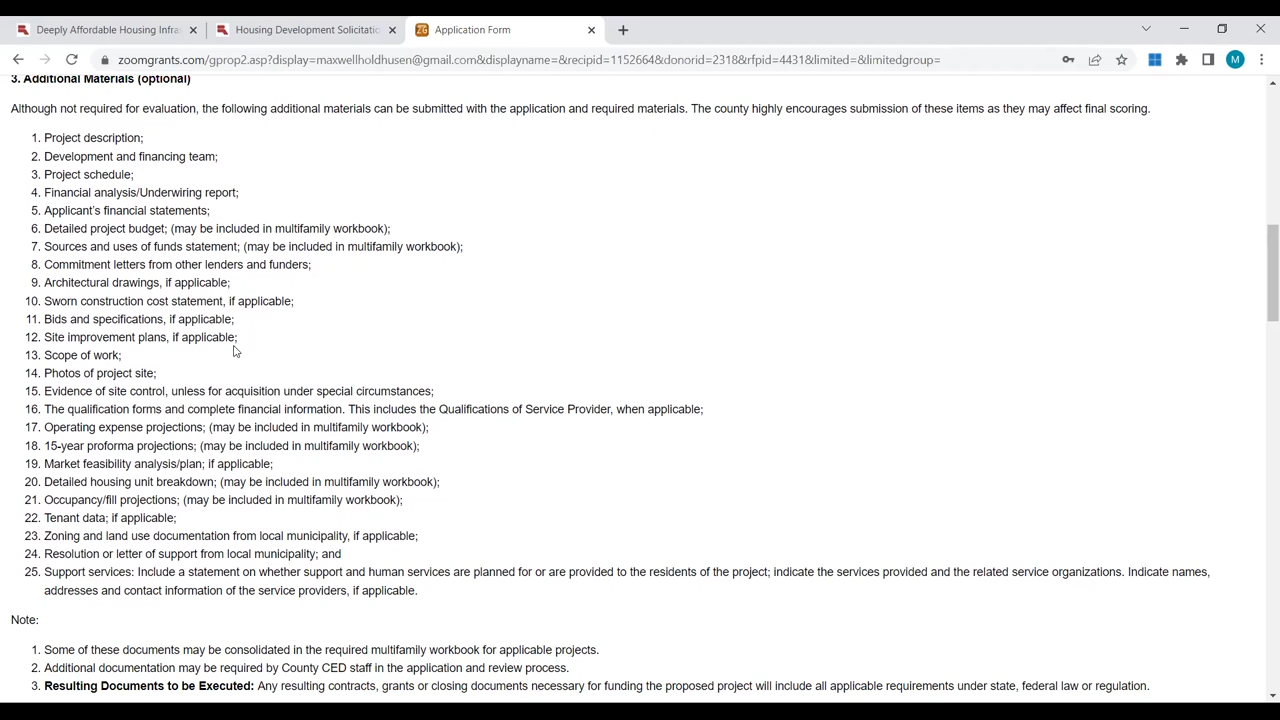 Deeply Affordable Housing Infra
Housing Development Solicitatio
ZG
Application Form
zoomgrants.com/gprop2.asp?display=maxwellholdhusen@gmailbom&displayname=&recipid=1152664&donorid=2318&rfpid=4431&limited=&limitedgroup=
M
3. Additional Materials (optional)
Although not required for evaluation, the following additional materials can be submitted with the application and required materials. The county highly encourages submission of these items as they may affect final scoring.
1. Project description;
2. Development and financing team;
3. Project schedule;
4. Financial analysis/Underwiring report;
5. Applicant's financial statements;
6. Detailed project budget; (may be included in multifamily workbook);
7. Sources and uses of funds statement; (may be included in multifamily workbook);
8. Commitment letters from other lenders and funders;
9. Architectural drawings, if applicable;
10. Sworn construction cost statement, if applicable;
11. Bids and specifications, if applicable;
12. Site improvement plans, if applicable;
13. Scope of work;
14. Photos of project site;
15. Evidence of site control, unless for acquisition under special circumstances;
16. The qualification forms and complete financial information. This includes the Qualifications of Service Provider, when applicable;
17. Operating expense projections; (may be included in multifamily workbook);
18. 15-year proforma projections; (may be included in multifamily workbook);
19. Market feasibility analysis/plan; if applicable;
20. Detailed housing unit breakdown; (may be included in multifamily workbook);
21. Occupancy/fill projections; (may be included in multifamily workbook);
22. Tenant data; if applicable;
23. Zoning and land use documentation from local municipality, if applicable;
24. Resolution or letter of support from local municipality; and
25. Support services: Include a statement on whether support and human services are planned for or are provided to the residents of the project; indicate the services provided and the related service organizations. Indicate names,
addresses and contact information of the service providers, if applicable.
Note:
1. Some of these documents may be consolidated in the required multifamily workbook for applicable projects.
2. Additional documentation may be required by County CED staff in the application and review process.
3. Resulting Documents to be Executed: Any resulting contracts, grants or closing documents necessary for funding the proposed project will include all applicable requirements under state, federal law or regulation.